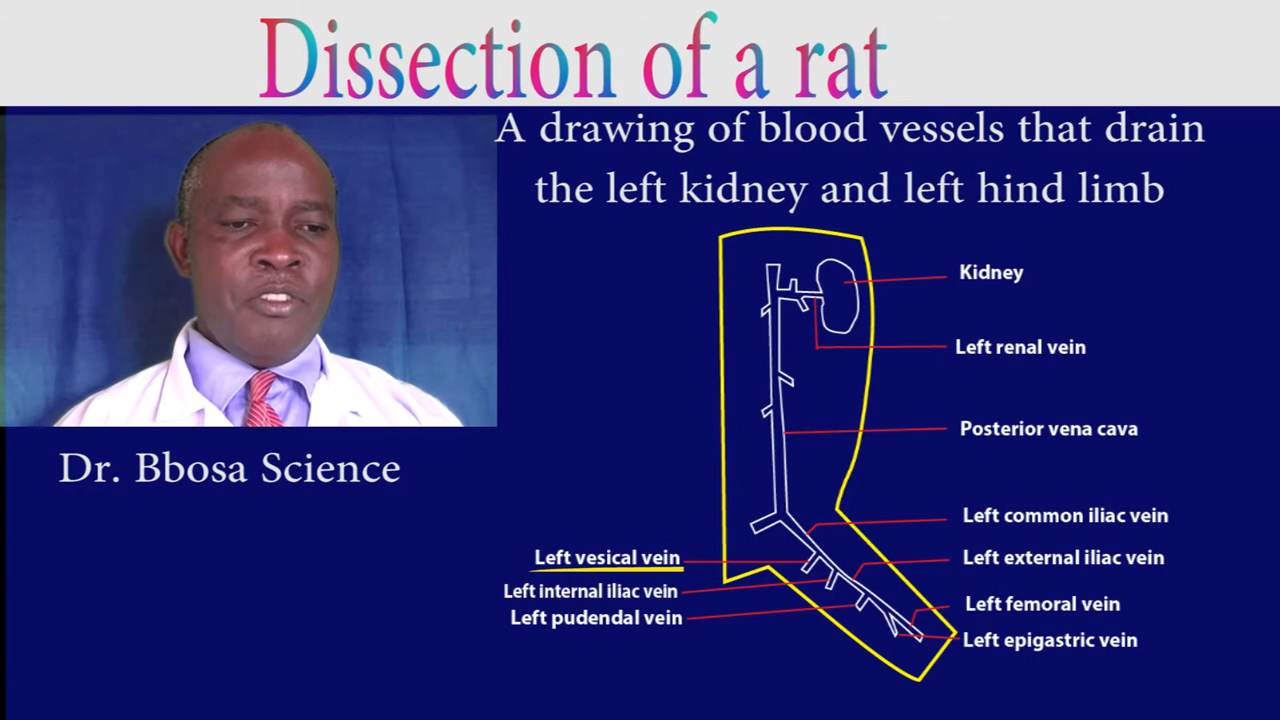 Dissection of a rat
A drawing of blood vessels that drain
the left kidney and left hind limb
Dr. Bbosa Science
Kidney
Left renal vein
Posterior vena cava
Left common iliac vein
Left vesical vein
Left external iliac vein
Left internal iliac vein
Left femoral vein
Left pudendal vein
Left epigastric vein